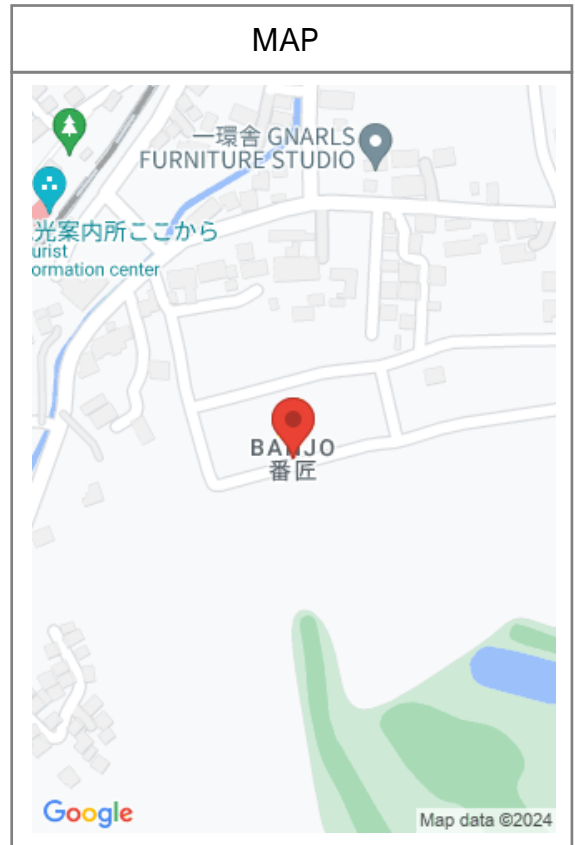 MAP
一環舎 GNARLS
FURNITURE STUDIO
光案内所ここから
urist
ormation center
BANJO
番匠
Google
Map data ©2024